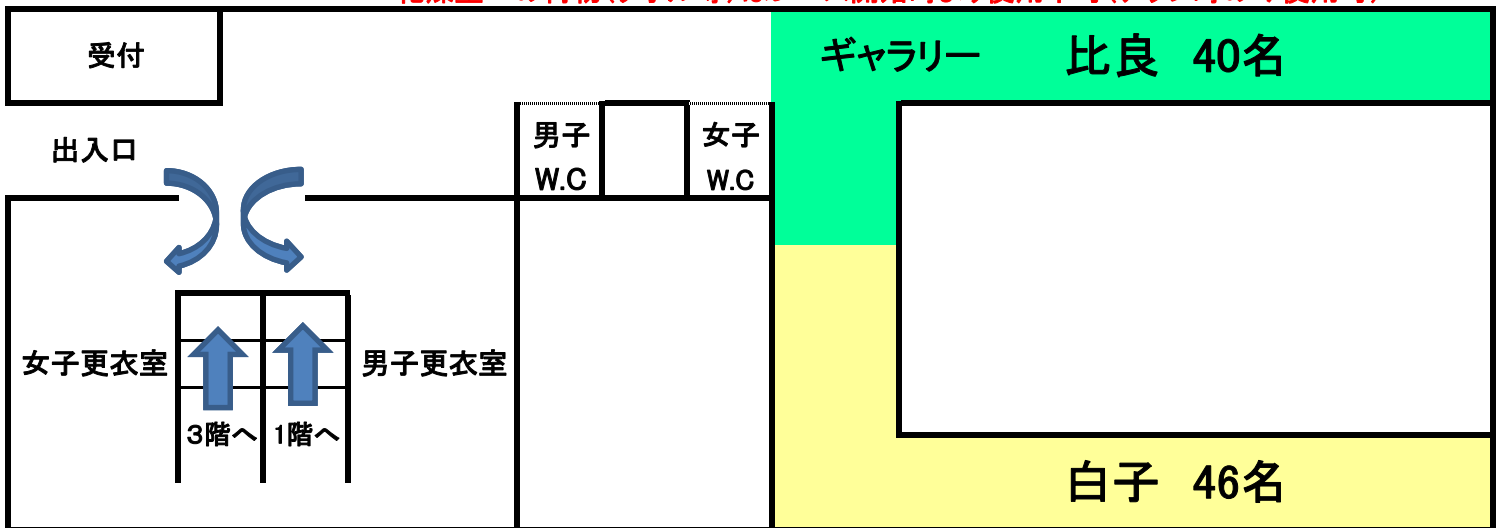 受付
ギャラリー 比良 40名
出入口
男子
W.C
女子
W.C
女子更衣室
3階へ
1階へ
男子更衣室
白子 46名